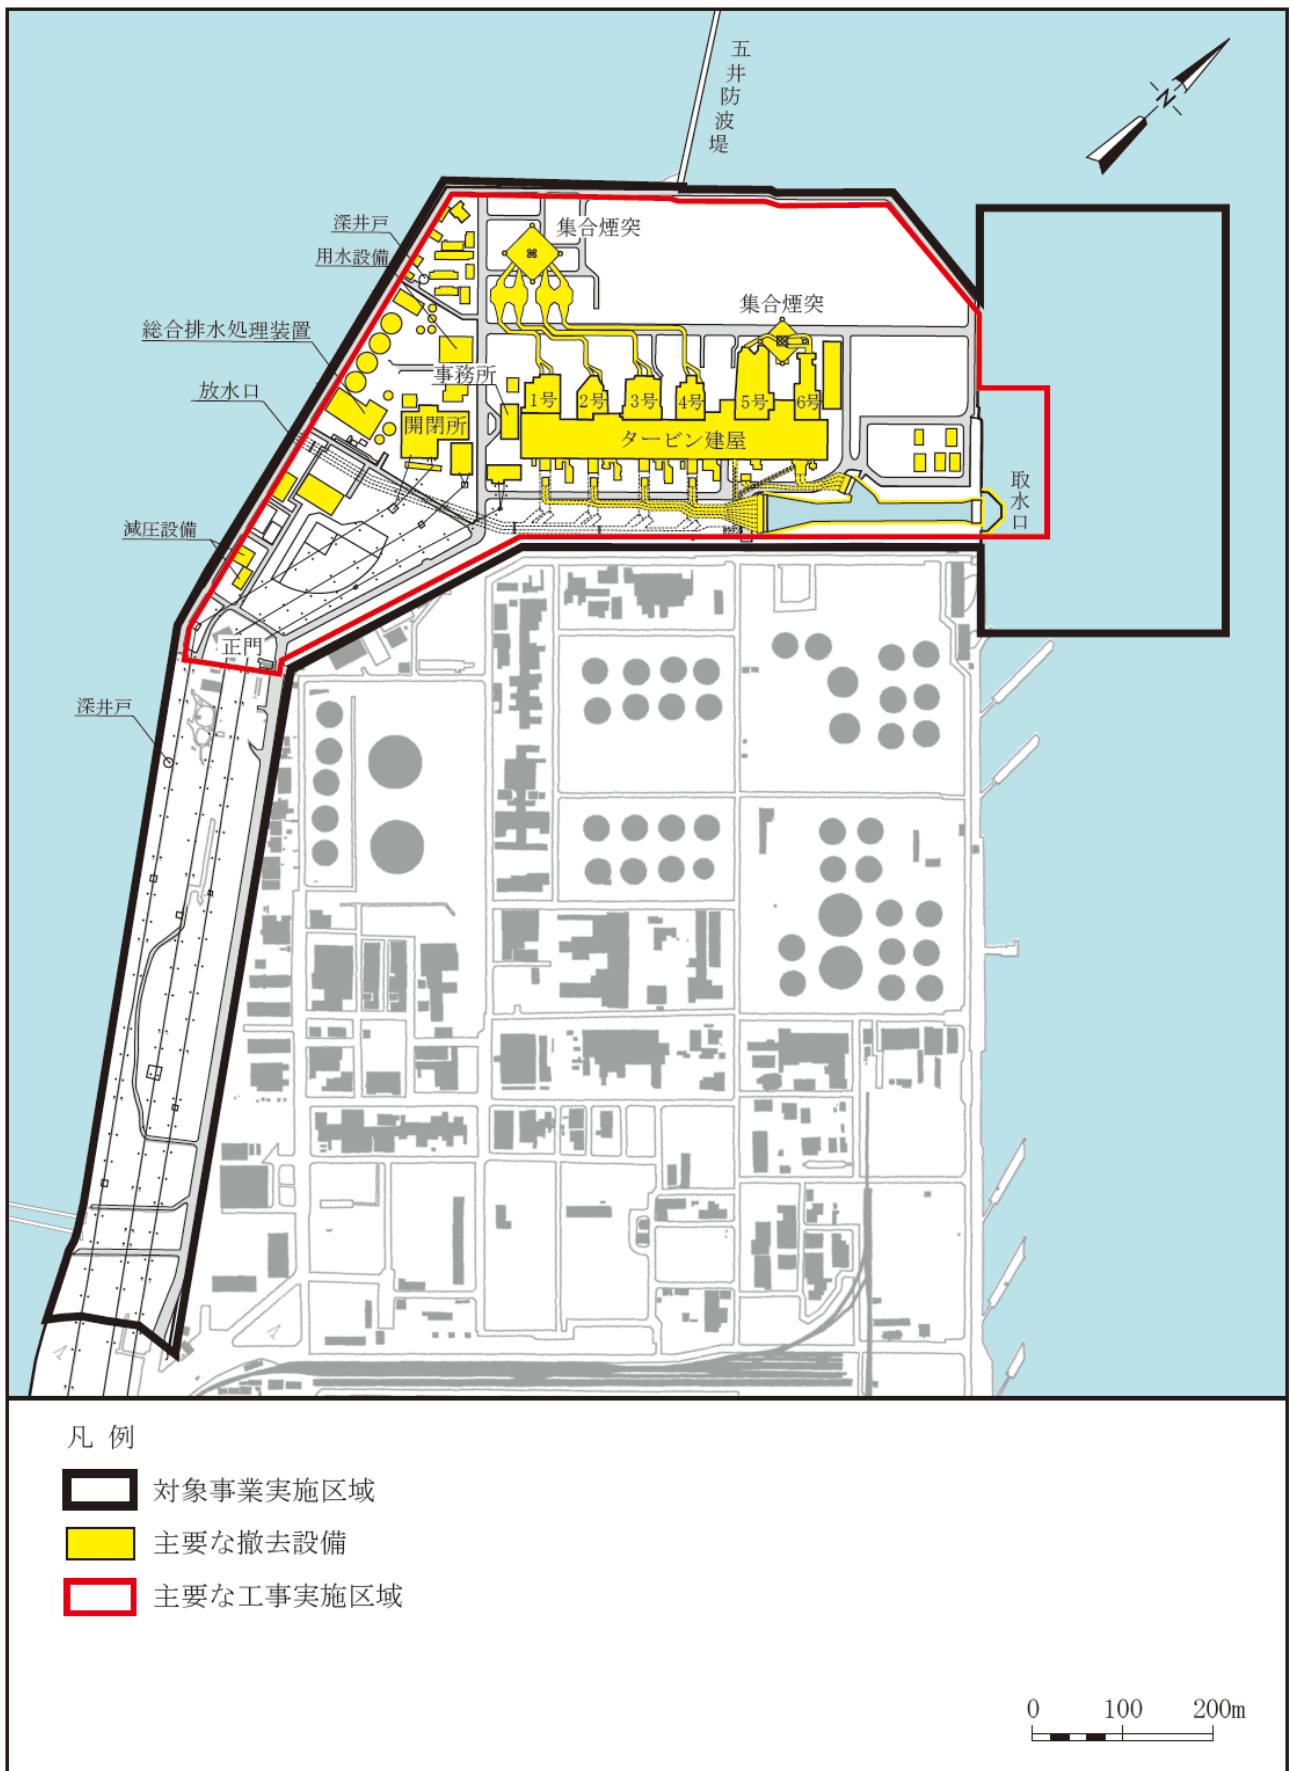 五井防波堤
N
深井戸
集合煙突
用水設備
集合煙突
総合排水処理装置
事務所
放水口
1号
2号
3号
4号
5号
6号
開閉所
タービン建屋
取水口
減圧設備
正門
深井戸
凡 例
対象事業実施区域
主要な撤去設備
主要な工事実施区域
0 100 200m